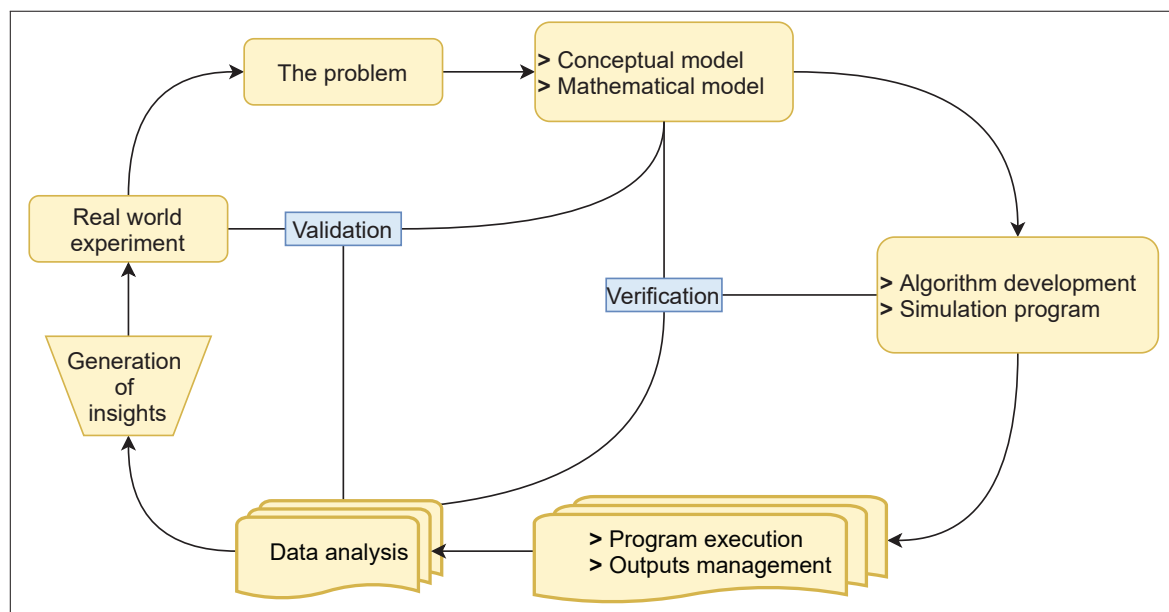 The problem
> Conceptual model
> Mathematical model
Real world
experiment
Validation
Verification
> Algorithm development
> Simulation program
Generation
of
insights
Data analysis
> Program execution
> Outputs management